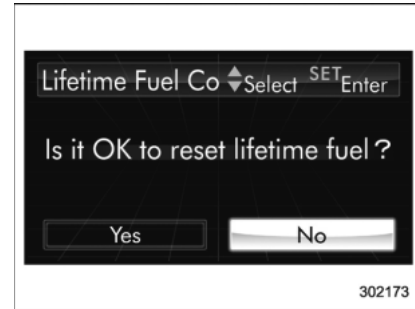 Lifetime Fuel Co Select SET Enter
Is it OK to reset lifetime fuel ?
Yes No
302173